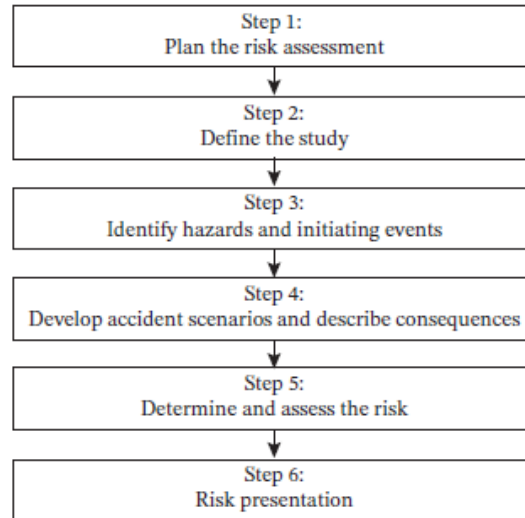 Step 1:
Plan the risk assessment
Step 2:
Define the study
Step 3:
Identify hazards and initiating events
Step 4:
Develop accident scenarios and describe consequences
Step 5:
Determine and assess the risk
Step 6:
Risk presentation